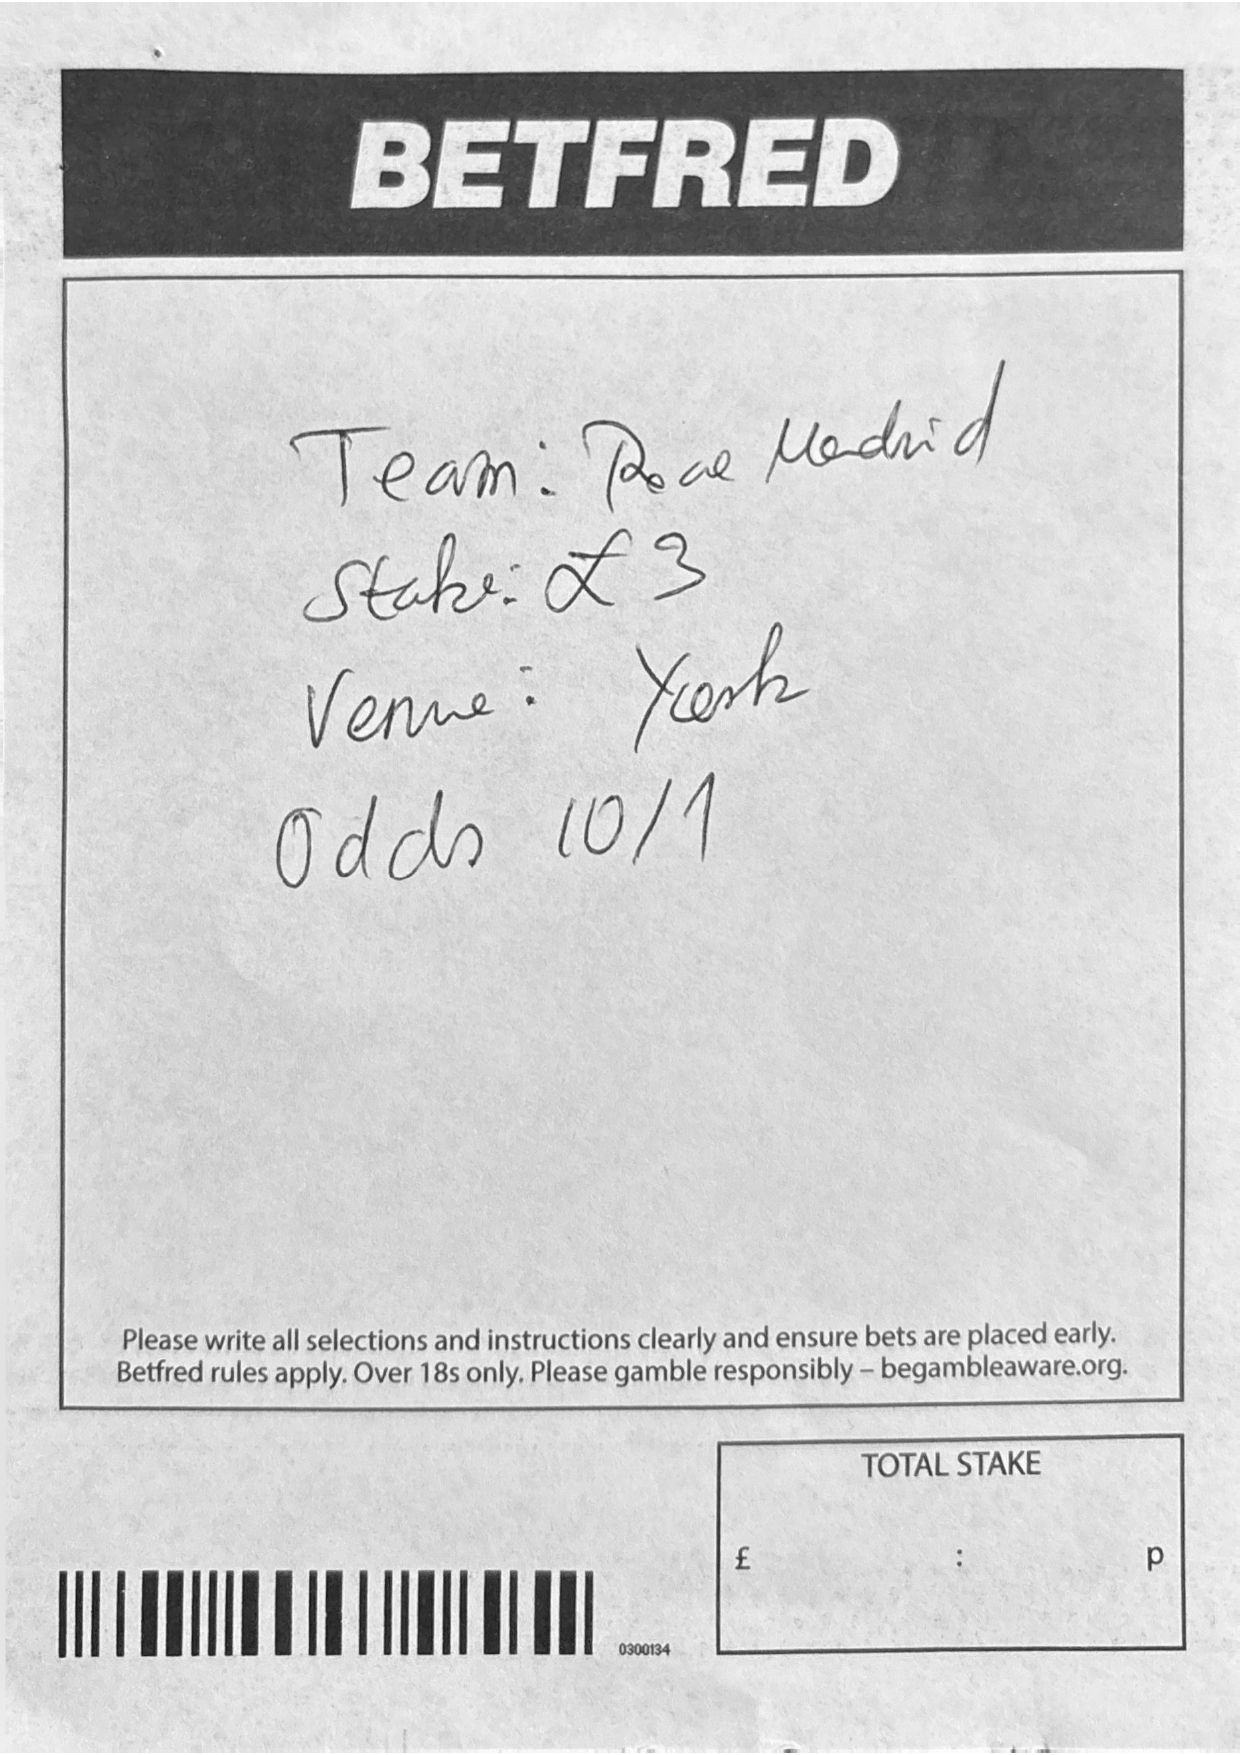 BETFRED
Team: Real Madrid
Stake: £3
Venue: York
Odds 10/1
Please write all selections and instructions clearly and ensure bets are placed early.
Betfred rules apply. Over 18s only. Please gamble responsibly – begambleaware.org.
TOTAL STAKE
£ : p
0300134